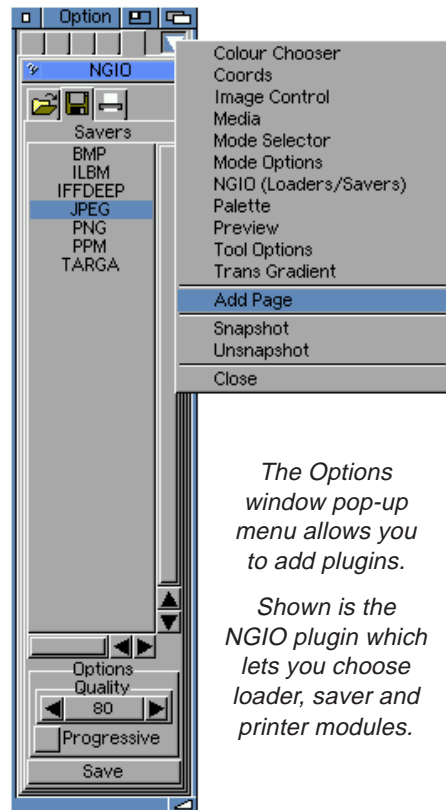 Option
NGIO
Savers
BMP
ILBM
IFFDEEP
JPEG
PNG
PPM
TARGA
Options
Quality
80
Progressive
Save
Colour Chooser
Coords
Image Control
Media
Mode Selector
Mode Options
NGIO (Loaders/Savers)
Palette
Preview
Tool Options
Trans Gradient
Add Page
Snapshot
Unsnapshot
Close
The Options
window pop-up
menu allows you
to add plugins.
Shown is the
NGIO plugin which
lets you choose
loader, saver and
printer modules.